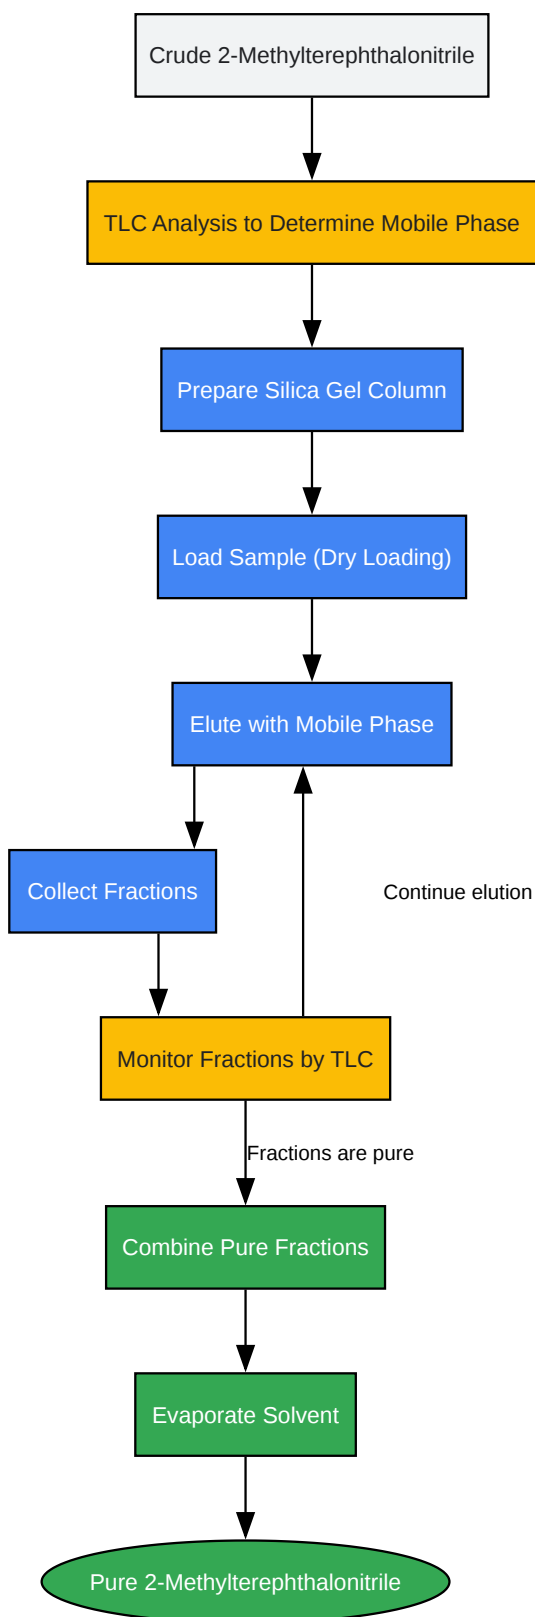 Crude 2-Methylterephthalonitrile
TLC Analysis to Determine Mobile Phase
Prepare Silica Gel Column
Load Sample (Dry Loading)
Elute with Mobile Phase
Collect Fractions
Continue elution
Monitor Fractions by TLC
Fractions are pure
Combine Pure Fractions
Evaporate Solvent
Pure 2-Methylterephthalonitrile